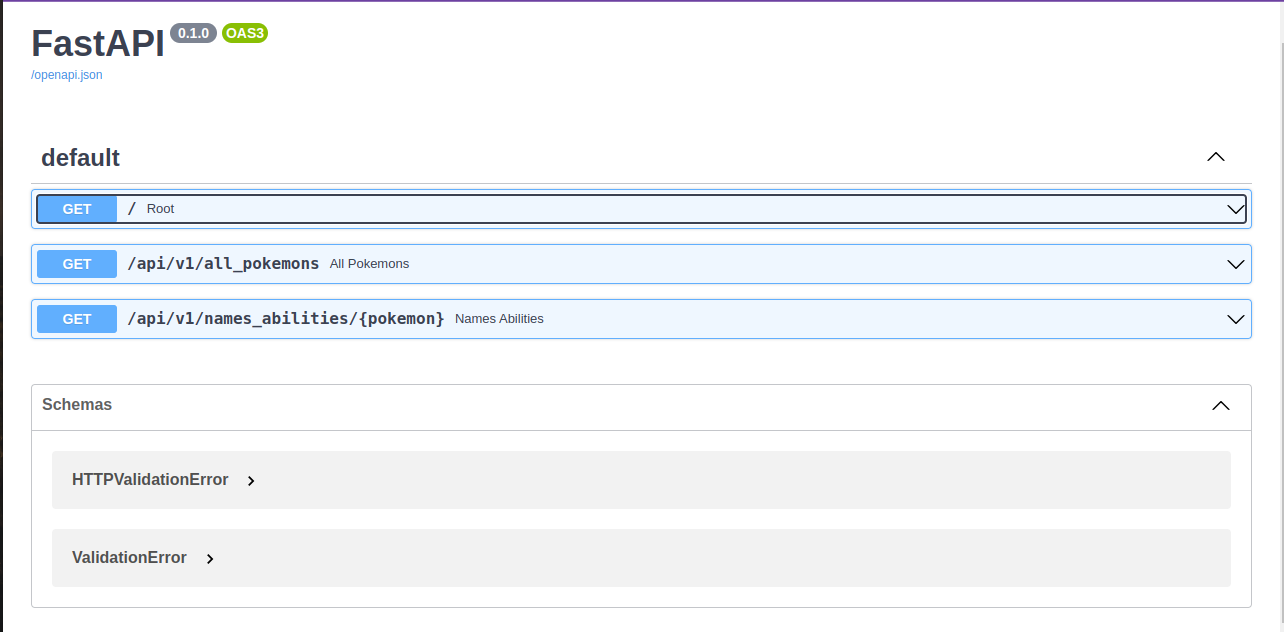 FastAPI 0.1.0 OAS3
/openapi.json
default
GET / Root
GET /api/v1/all_pokemons All Pokemons
GET /api/v1/names_abilities/{pokemon} Names Abilities
Schemas
HTTPValidationError
ValidationError